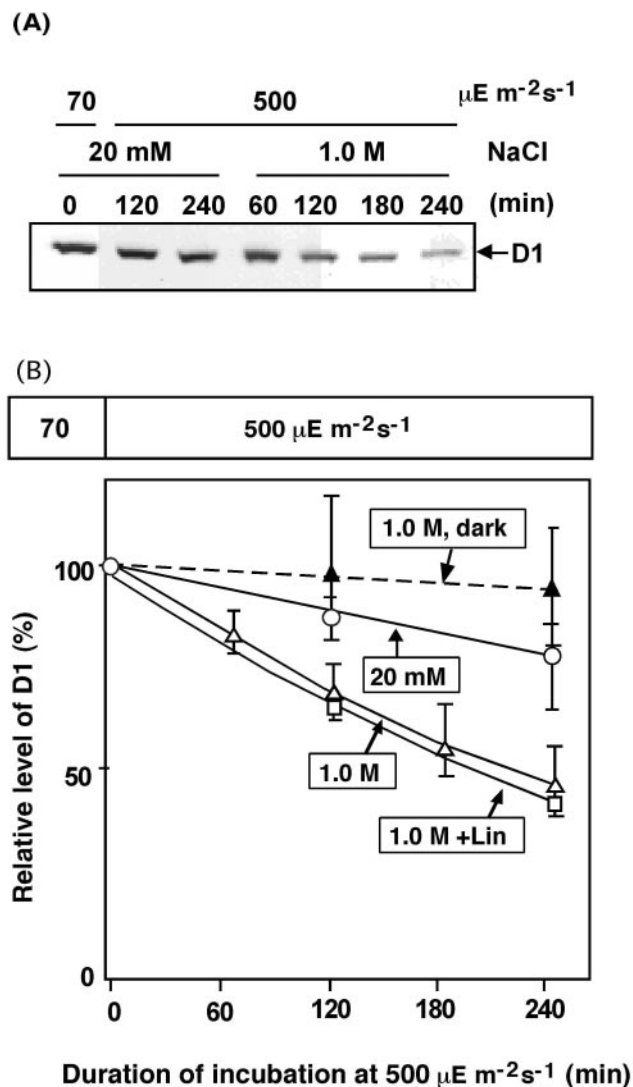 (A)
70 500 μE m-2s-1
20 mM 1.0 M NaCl
0 120 240 60 120 180 240 (min)
D1
(B)
70 500 μE m-2s-1
100
50
0
Relative level of D1 (%)
1.0 M, dark
20 mM
1.0 M
1.0 M +Lin
0 60 120 180 240
Duration of incubation at 500 μE m-2s-1 (min)